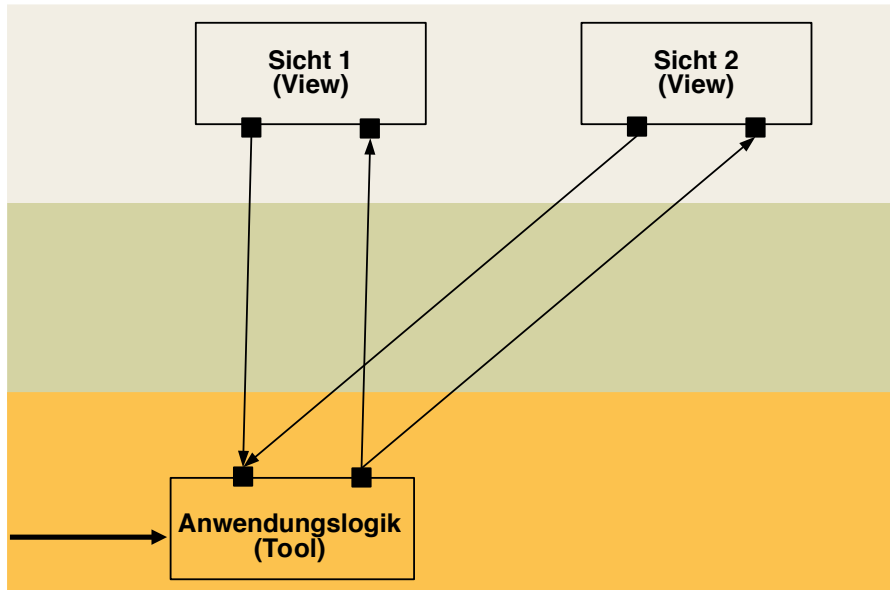 Sicht 1
(View)
Sicht 2
(View)
Anwendungslogik
(Tool)